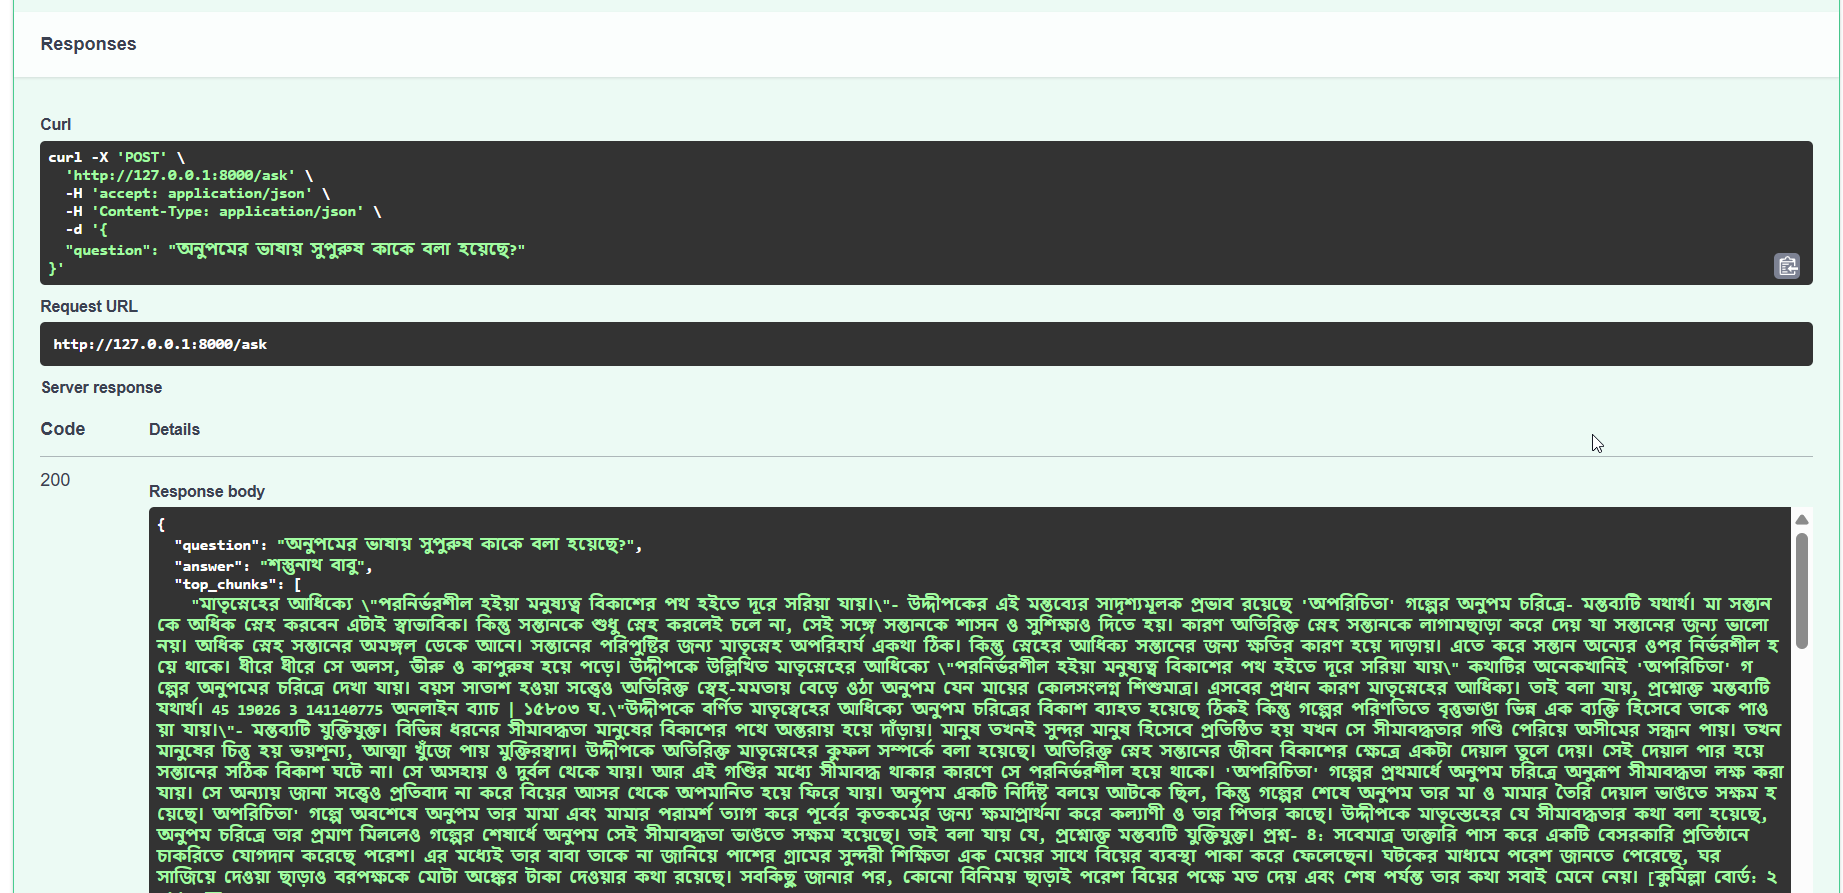 Responses
Curl
curl -X 'POST' \
'http://127.0.0.1:8000/ask' \
-H 'accept: application/json' \
-H 'Content-Type: application/json' \
-d '{
"question": "অনুপমের ভাষায় সুপুরুষ কাকে বলা হয়েছে?"
}'
Request URL
http://127.0.0.1:8000/ask
Server response
Code Details
200
Response body
{
"question": "অনুপমের ভাষায় সুপুরুষ কাকে বলা হয়েছে?",
"answer": "শম্ভুনাথ বাবু",
"top_chunks": [
"মাতৃস্নেহের আধিক্যে \"পরনির্ভরশীল হইয়া মনুষ্যত্ব বিকাশের পথ হইতে দূরে সরিয়া যায়।\"- উদ্দীপকের এই মন্তব্যের সাদৃশ্যমূলক প্রভাব রয়েছে 'অপরিচিতা' গল্পের অনুপম চরিত্রে- মন্তব্যটি যথার্থ। মা সন্তান
কে অধিক স্নেহ করবেন এটাই স্বাভাবিক। কিন্তু সন্তানকে শুধু স্নেহ করলেই চলে না, সেই সঙ্গে সন্তানকে শাসন ও সুশিক্ষাও দিতে হয়। কারণ অতিরিক্ত স্নেহ সন্তানকে লাগামছাড়া করে দেয় যা সন্তানের জন্য ভালো
নয়। অধিক স্নেহ সন্তানের অমঙ্গল ডেকে আনে। সন্তানের পরিপুষ্টির জন্য মাতৃস্নেহ অপরিহার্য একথা ঠিক। কিন্তু স্নেহের আধিক্য সন্তানের জন্য ক্ষতির কারণ হয়ে দাড়ায়। এতে করে সন্তান অন্যের ওপর নির্ভরশীল হ
য়ে থাকে। ধীরে ধীরে সে অলস, ভীরু ও কাপুরুষ হয়ে পড়ে। উদ্দীপকে উল্লিখিত মাতৃস্নেহের আধিক্যে \"পরনির্ভরশীল হইয়া মনুষ্যত্ব বিকাশের পথ হইতে দূরে সরিয়া যায়\" কথাটির অনেকখানিই 'অপরিচিতা' গ
ল্পের অনুপমের চরিত্রে দেখা যায়। বয়স সাতাশ হওয়া সত্ত্বেও অতিরিক্ত স্বেহ-মমতায় বেড়ে ওঠা অনুপম যেন মায়ের কোলসংলগ্ন শিশুমাত্র। এসবের প্রধান কারণ মাতৃস্নেহের আধিক্য। তাই বলা যায়, প্রশ্নোক্ত মন্তব্যটি
যথার্থ। 45 19026 3 141140775 অনলাইন ব্যাচ | ১৫৮০৩ ঘ.\"উদ্দীপকে বর্ণিত মাতৃস্বেহের আধিক্যে অনুপম চরিত্রের বিকাশ ব্যাহত হয়েছে ঠিকই কিন্তু গল্পের পরিণতিতে বৃত্তভাঙা ভিন্ন এক ব্যক্তি হিসেবে তাকে পাও
য়া যায়।\"- মন্তব্যটি যুক্তিযুক্ত। বিভিন্ন ধরনের সীমাবদ্ধতা মানুষের বিকাশের পথে অন্তরায় হয়ে দাঁড়ায়। মানুষ তখনই সুন্দর মানুষ হিসেবে প্রতিষ্ঠিত হয় যখন সে সীমাবদ্ধতার গণ্ডি পেরিয়ে অসীমের সন্ধান পায়। তখন
মানুষের চিত্ত হয় ভয়শূন্য, আত্মা খুঁজে পায় মুক্তিরস্বাদ। উদ্দীপকে অতিরিক্ত মাতৃস্নেহের কুফল সম্পর্কে বলা হয়েছে। অতিরিক্ত স্নেহ সন্তানের জীবন বিকাশের ক্ষেত্রে একটা দেয়াল তুলে দেয়। সেই দেয়াল পার হয়ে
সন্তানের সঠিক বিকাশ ঘটে না। সে অসহায় ও দুর্বল থেকে যায়। আর এই গণ্ডির মধ্যে সীমাবদ্ধ থাকার কারণে সে পরনির্ভরশীল হয়ে থাকে। 'অপরিচিতা' গল্পের প্রথমার্ধে অনুপম চরিত্রে অনুরূপ সীমাবদ্ধতা লক্ষ করা
যায়। সে অন্যায় জানা সত্ত্বেও প্রতিবাদ না করে বিয়ের আসর থেকে অপমানিত হয়ে ফিরে যায়। অনুপম একটি নির্দিষ্ট বলয়ে আটকে ছিল, কিন্তু গল্পের শেষে অনুপম তার মা ও মামার তৈরি দেয়াল ভাঙতে সক্ষম হ
য়েছে। অপরিচিতা' গল্পে অবশেষে অনুপম তার মামা এবং মামার পরামর্শ ত্যাগ করে পূর্বের কৃতকর্মের জন্য ক্ষমাপ্রার্থনা করে কল্যাণী ও তার পিতার কাছে। উদ্দীপকে মাতৃস্তেহের যে সীমাবদ্ধতার কথা বলা হয়েছে,
অনুপম চরিত্রে তার প্রমাণ মিললেও গল্পের শেষার্ধে অনুপম সেই সীমাবদ্ধতা ভাঙতে সক্ষম হয়েছে। তাই বলা যায় যে, প্রশ্নোক্ত মন্তব্যটি যুক্তিযুক্ত। প্রশ্ন- ৪: সবেমাত্র ডাক্তারি পাস করে একটি বেসরকারি প্রতিষ্ঠানে
চাকরিতে যোগদান করেছে পরেশ। এর মধ্যেই তার বাবা তাকে না জানিয়ে পাশের গ্রামের সুন্দরী শিক্ষিতা এক মেয়ের সাথে বিয়ের ব্যবস্থা পাকা করে ফেলেছেন। ঘটকের মাধ্যমে পরেশ জানতে পেরেছে, ঘর
সাজিয়ে দেওয়া ছাড়াও বরপক্ষকে মোটা অঙ্কের টাকা দেওয়ার কথা রয়েছে। সবকিছু জানার পর, কোনো বিনিময় ছাড়াই পরেশ বিয়ের পক্ষে মত দেয় এবং শেষ পর্যন্ত তার কথা সবাই মেনে নেয়। [কুমিল্লা বোর্ড: ২